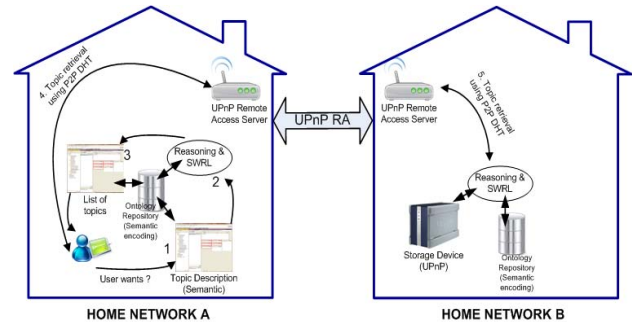 4. Topic retrieval
using P2P DHT
UPnP Remote
Access Server
3
List of
topics
Reasoning &
SWRL
2
Ontology
Repository
(Semantic
encoding)
1
User wants ?
Topic Description
(Semantic)
HOME NETWORK A
UPnP RA
UPnP Remote
Access Server
5. Topic retrieval
using P2P DHT
Reasoning &
SWRL
Storage Device
(UPnP)
Ontology
Repository
(Semantic
encoding)
HOME NETWORK B